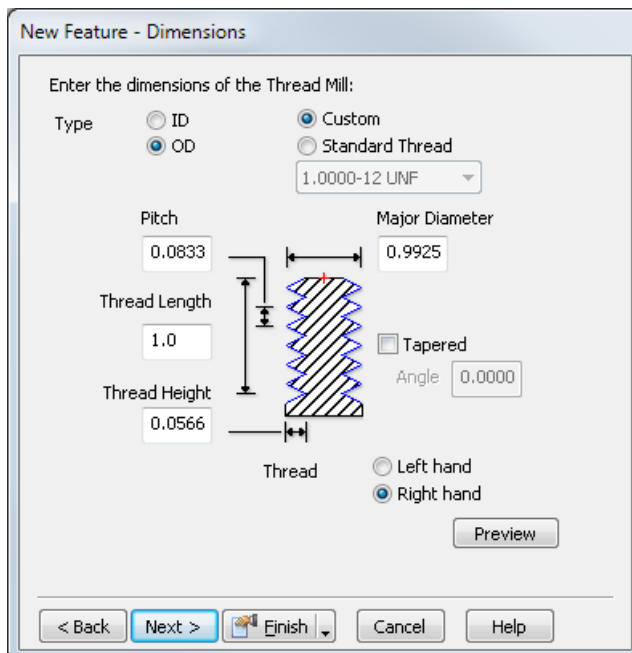 New Feature - Dimensions
Enter the dimensions of the Thread Mill:
Type
ID
OD
Custom
Standard Thread
1.0000-12 UNF
Pitch
0.0833
Major Diameter
0.9925
Thread Length
1.0
Tapered
Angle 0.0000
Thread Height
0.0566
Thread
Left hand
Right hand
Preview
< Back
Next >
Finish
Cancel
Help